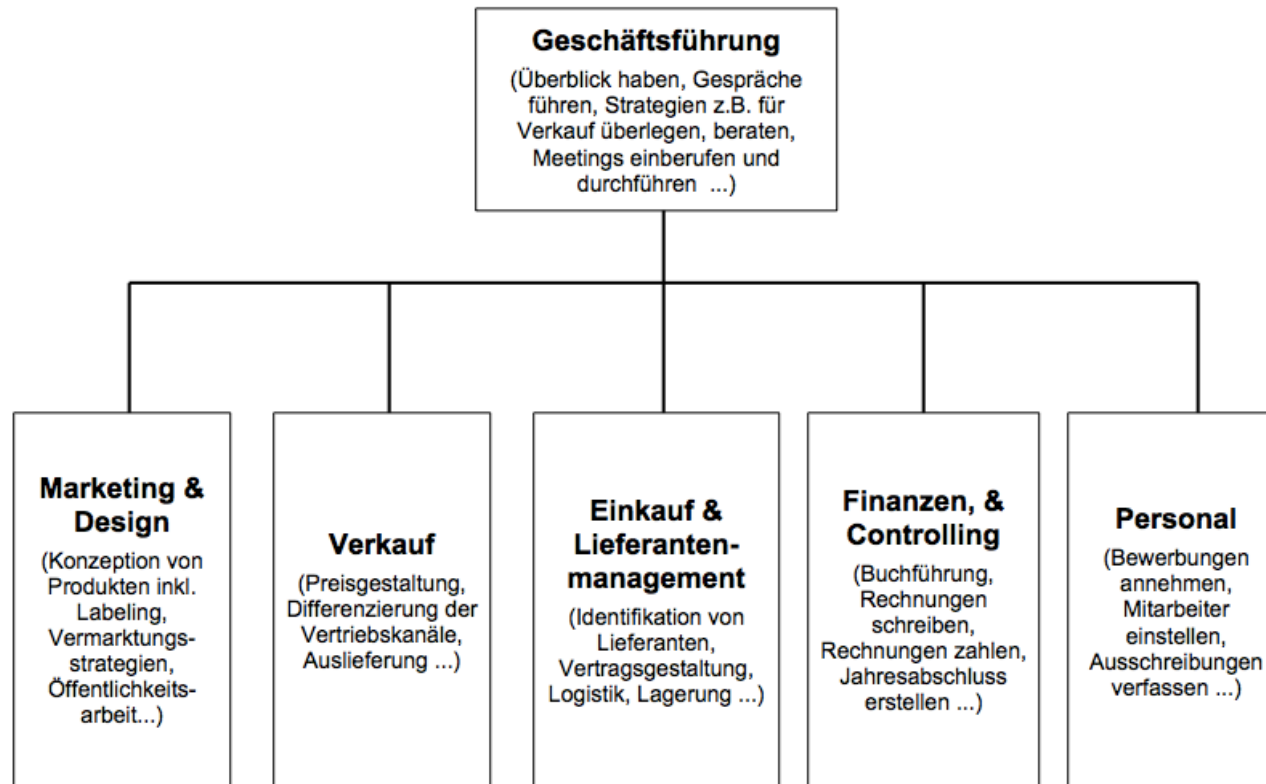 Geschäftsführung
(Überblick haben, Gespräche
führen, Strategien z.B. für
Verkauf überlegen, beraten,
Meetings einberufen und
durchführen ...)
Marketing &
Design
(Konzeption von
Produkten inkl.
Labeling,
Vermarktungs-
strategien,
Öffentlichkeits-
arbeit...)
Verkauf
(Preisgestaltung,
Differenzierung der
Vertriebskanäle,
Auslieferung ...)
Einkauf &
Lieferanten-
management
(Identifikation von
Lieferanten,
Vertragsgestaltung,
Logistik, Lagerung ...)
Finanzen, &
Controlling
(Buchführung,
Rechnungen
schreiben,
Rechnungen zahlen,
Jahresabschluss
erstellen ...)
Personal
(Bewerbungen
annehmen,
Mitarbeiter
einstellen,
Ausschreibungen
verfassen ...)